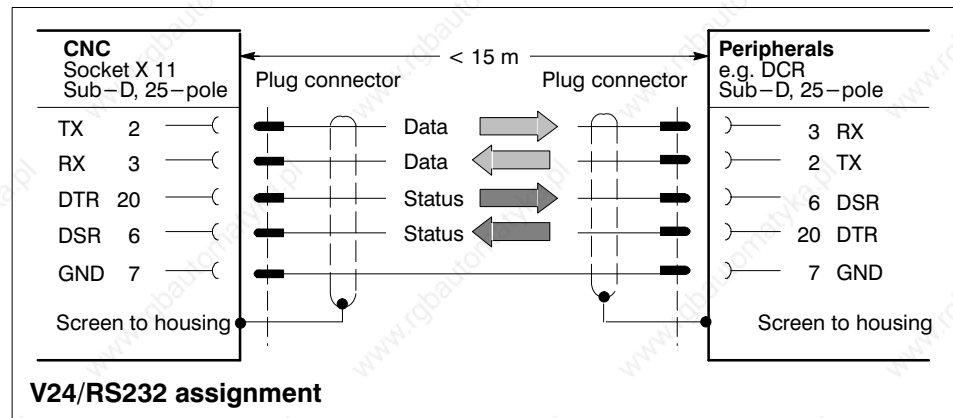 CNC
Socket X 11
Sub-D, 25-pole
< 15 m
Peripherals
e.g. DCR
Sub-D, 25-pole
Plug connector
Plug connector
TX 2
Data
3 RX
RX 3
Data
2 TX
DTR 20
Status
6 DSR
DSR 6
Status
20 DTR
GND 7
7 GND
Screen to housing
Screen to housing
V24/RS232 assignment